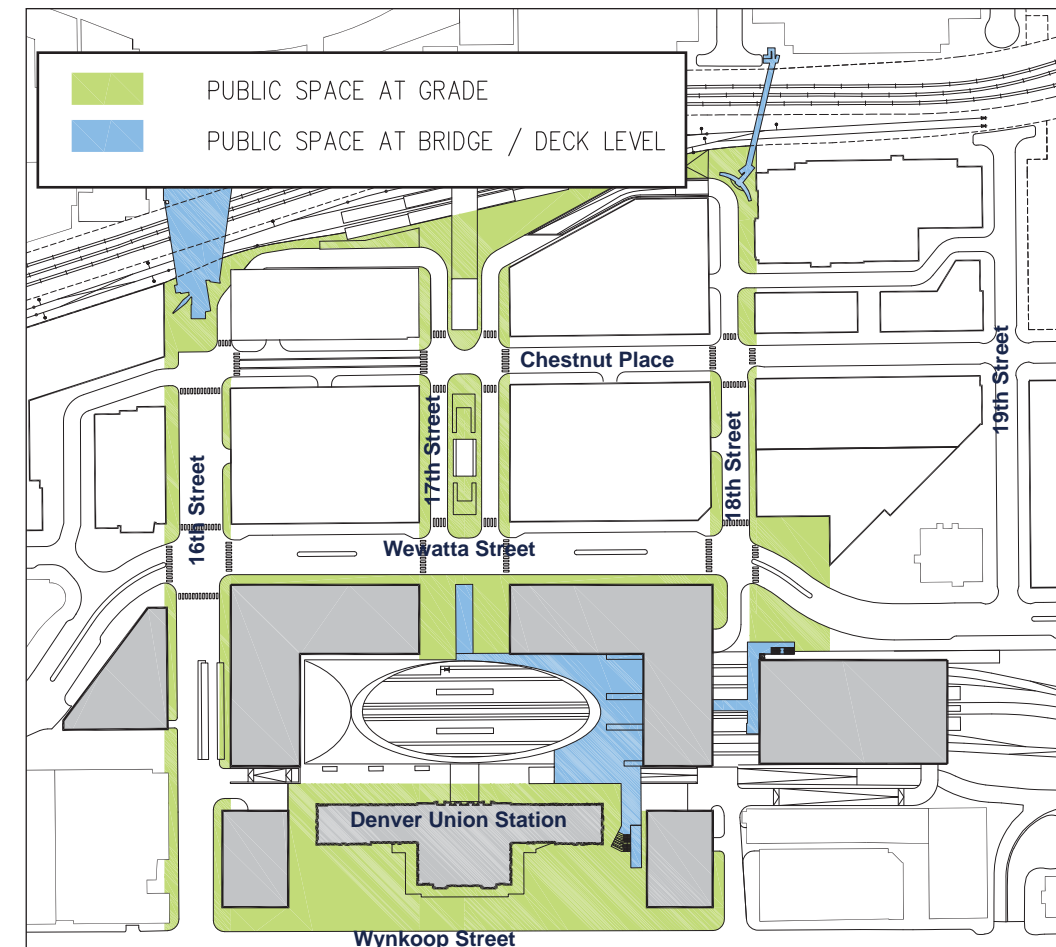 PUBLIC SPACE AT GRADE
PUBLIC SPACE AT BRIDGE / DECK LEVEL
Chestnut Place
19th Street
17th Street
18th Street
16th Street
Wewatta Street
Denver Union Station
Wynkoop Street